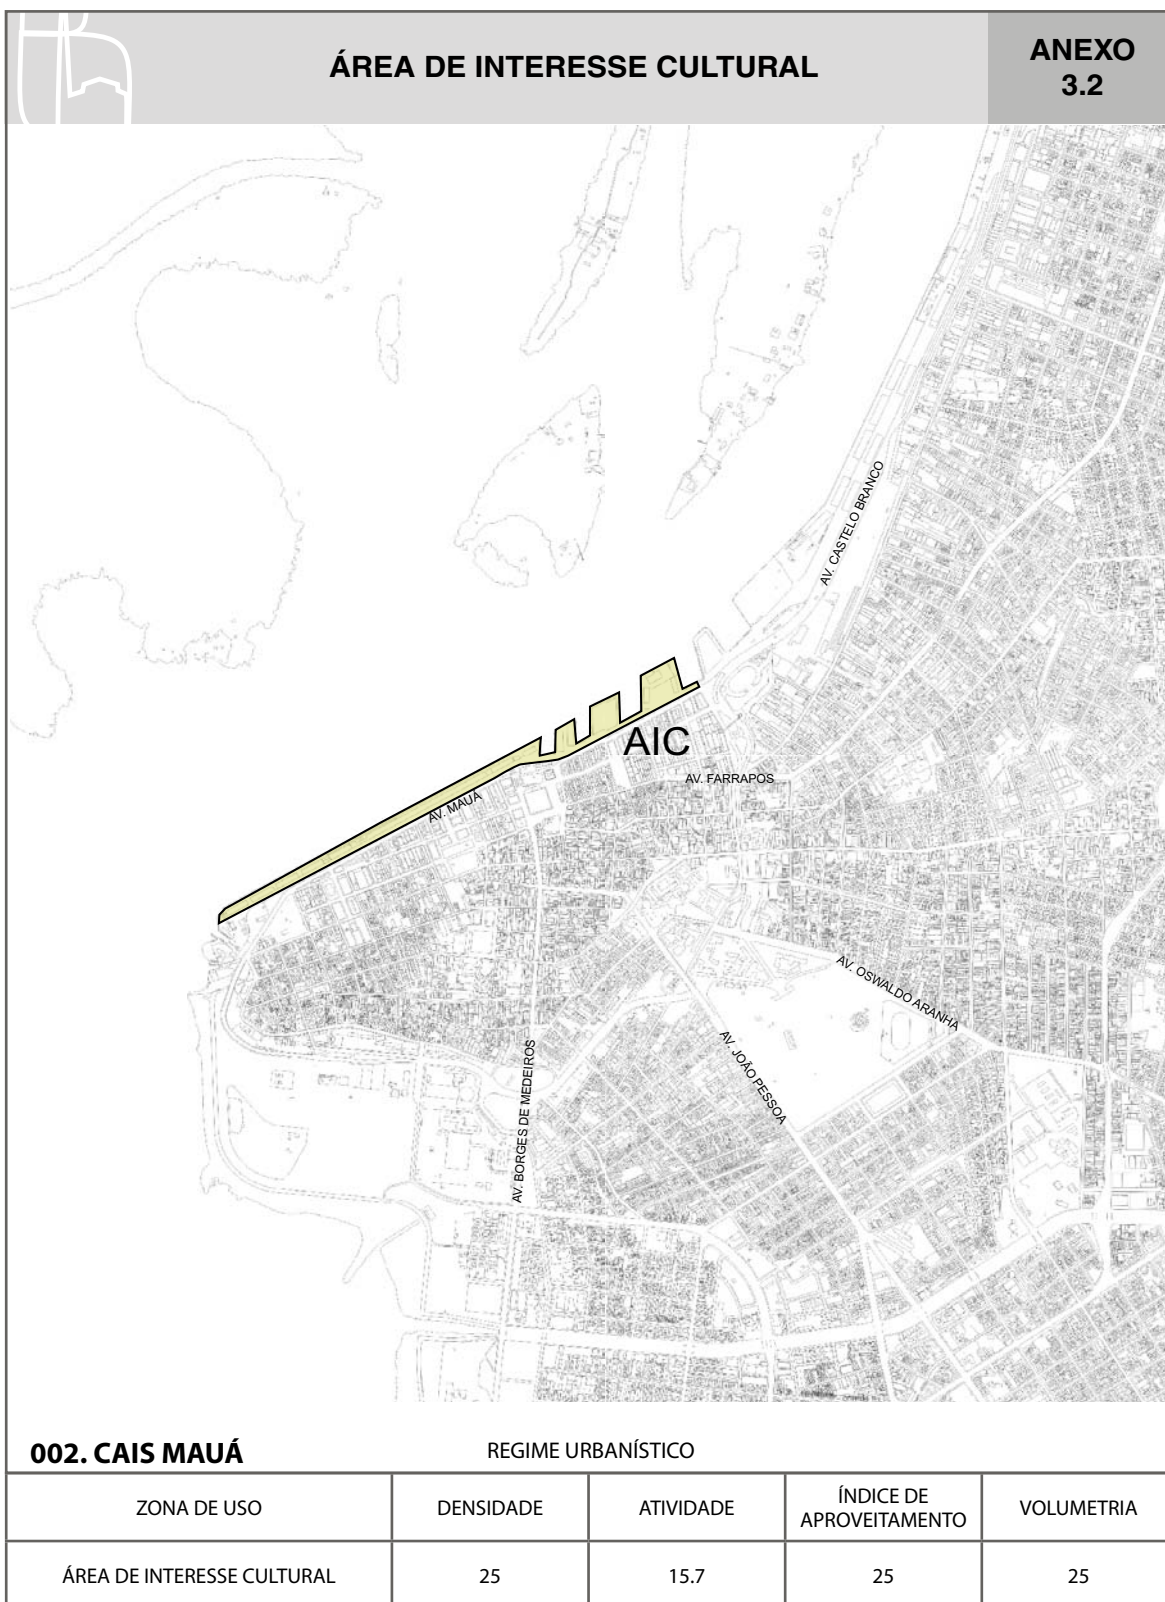 ÁREA DE INTERESSE CULTURAL
ANEXO
3.2
AV. CASTELO BRANCO
AIC
AV. FARRAPOS
AV. MAUÁ
AV. OSWALDO ARANHA
AV. JOÃO PESSOA
AV. BORGES DE MEDEIROS
002. CAIS MAUÁ
REGIME URBANÍSTICO
ZONA DE USO
DENSIDADE
ATIVIDADE
ÍNDICE DE
APROVEITAMENTO
VOLUMETRIA
ÁREA DE INTERESSE CULTURAL
25
15.7
25
25